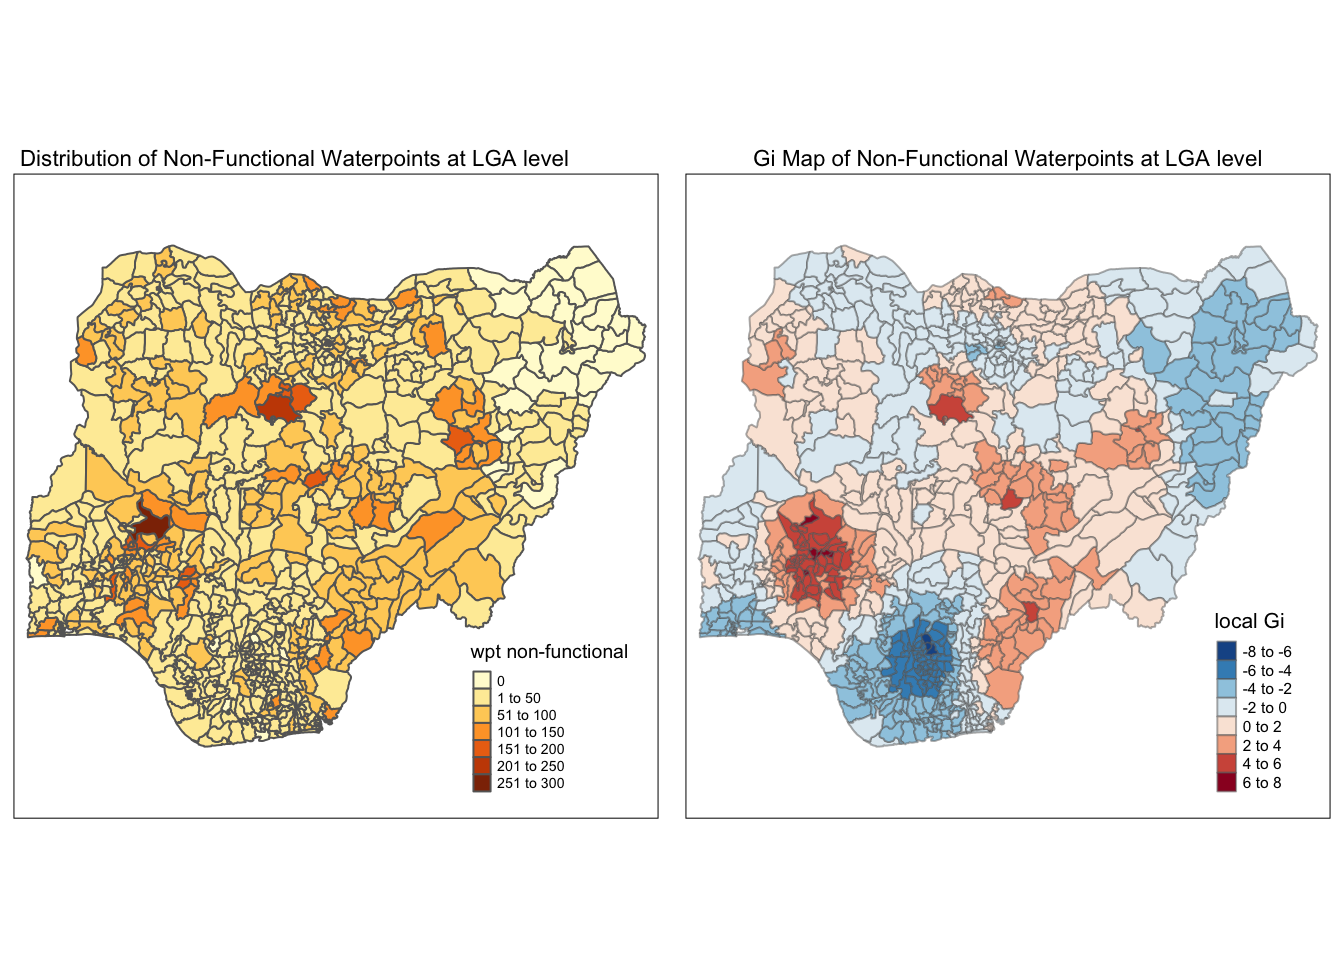 Distribution of Non-Functional Waterpoints at LGA level
wpt non-functional
0
1 to 50
51 to 100
101 to 150
151 to 200
201 to 250
251 to 300
Gi Map of Non-Functional Waterpoints at LGA level
local Gi
-8 to -6
-6 to -4
-4 to -2
-2 to 0
0 to 2
2 to 4
4 to 6
6 to 8